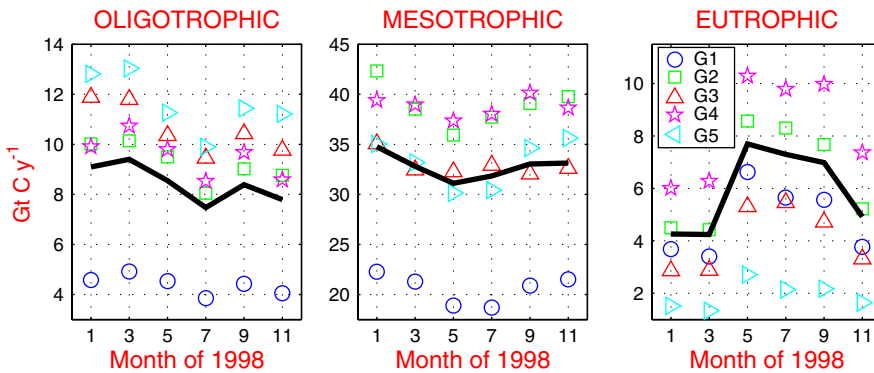 OLIGOTROPHIC
MESOTROPHIC
EUTROPHIC
Gt C y-1
14
12
10
8
6
4
1 3 5 7 9 11
Month of 1998
45
40
35
30
25
20
1 3 5 7 9 11
Month of 1998
10
8
6
4
2
1 3 5 7 9 11
Month of 1998
G1
G2
G3
G4
G5